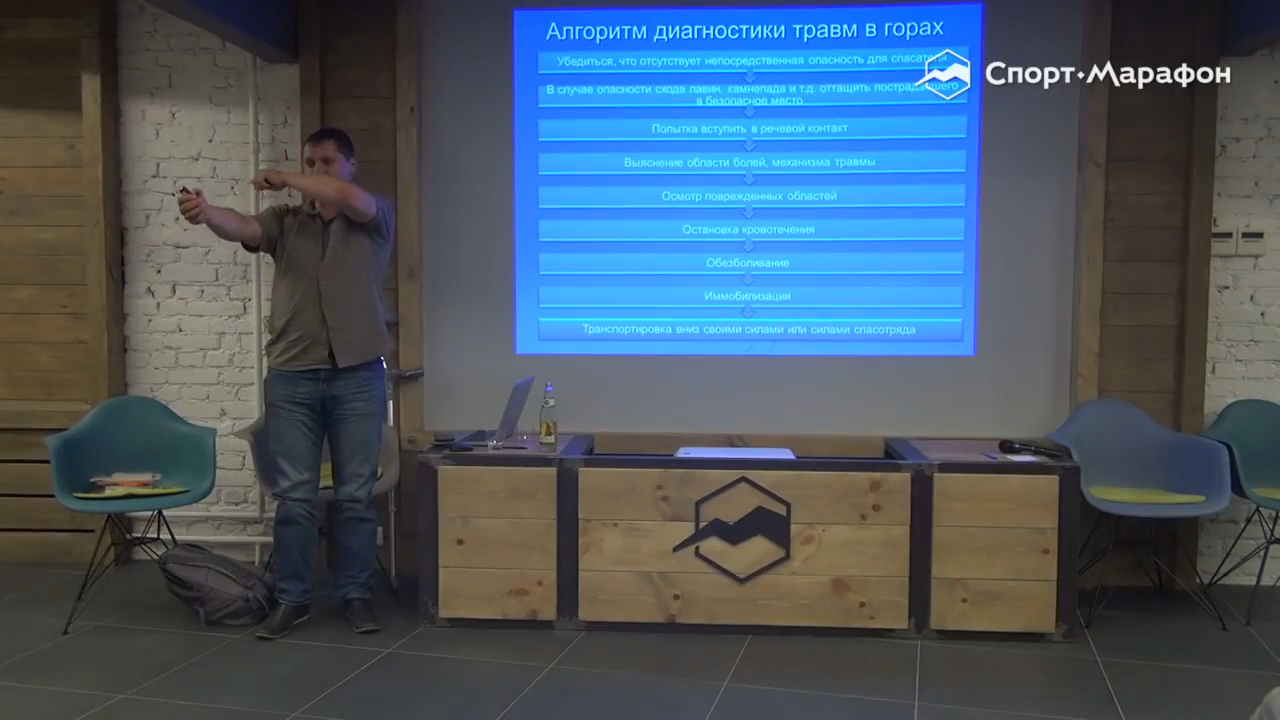 Алгоритм диагностики травм в горах
Убедиться, что отсутствует непосредственная опасность для спасателя
В случае опасности схода лавин, камнепада и т.д. оттащить пострадавшего
в безопасное место
Попытка вступить в речевой контакт
Выяснение области болей, механизма травмы
Осмотр поврежденных областей
Остановка кровотечения
Обезболивание
Иммобилизация
Транспортировка вниз своими силами или силами спасотряда
Спорт-Марафон